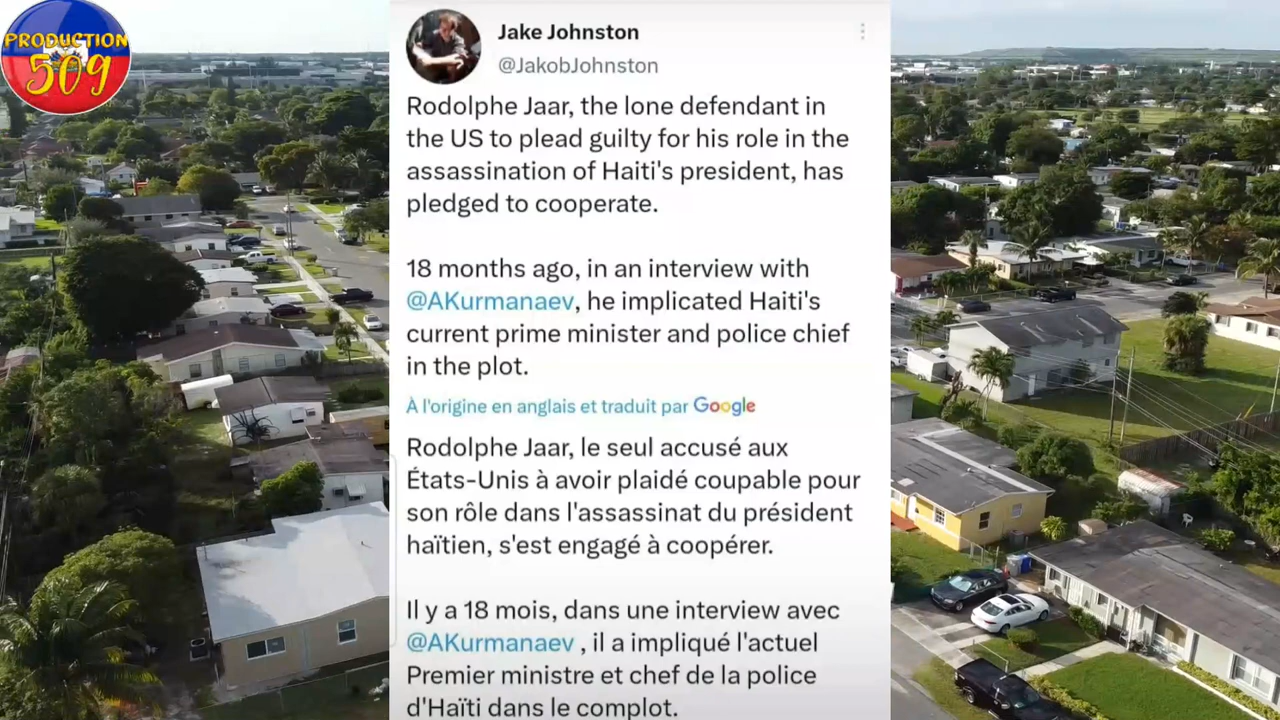 PRODUCTION
509
Jake Johnston
@JakobJohnston
Rodolphe Jaar, the lone defendant in
the US to plead guilty for his role in the
assassination of Haiti's president, has
pledged to cooperate.
18 months ago, in an interview with
@AKurmanaev, he implicated Haiti's
current prime minister and police chief
in the plot.
À l'origine en anglais et traduit par Google
Rodolphe Jaar, le seul accusé aux
États-Unis à avoir plaidé coupable pour
son rôle dans l'assassinat du président
haïtien, s'est engagé à coopérer.
Il y a 18 mois, dans une interview avec
@AKurmanaev , il a impliqué l'actuel
Premier ministre et chef de la police
d'Haïti dans le complot.